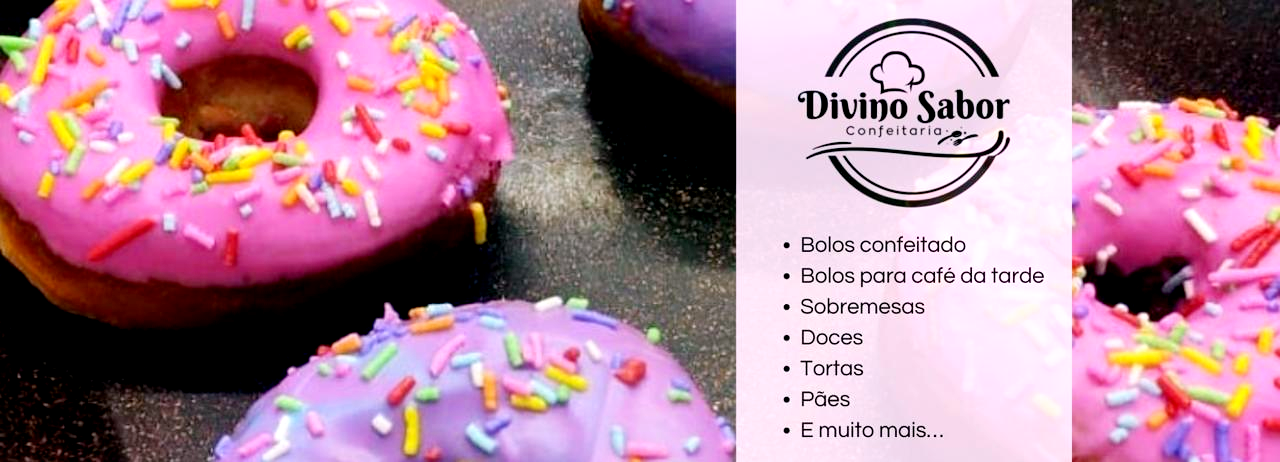 Divino Sabor
Confeitaria
• Bolos confeitado
• Bolos para café da tarde
• Sobremesas
• Doces
• Tortas
• Pães
• E muito mais...